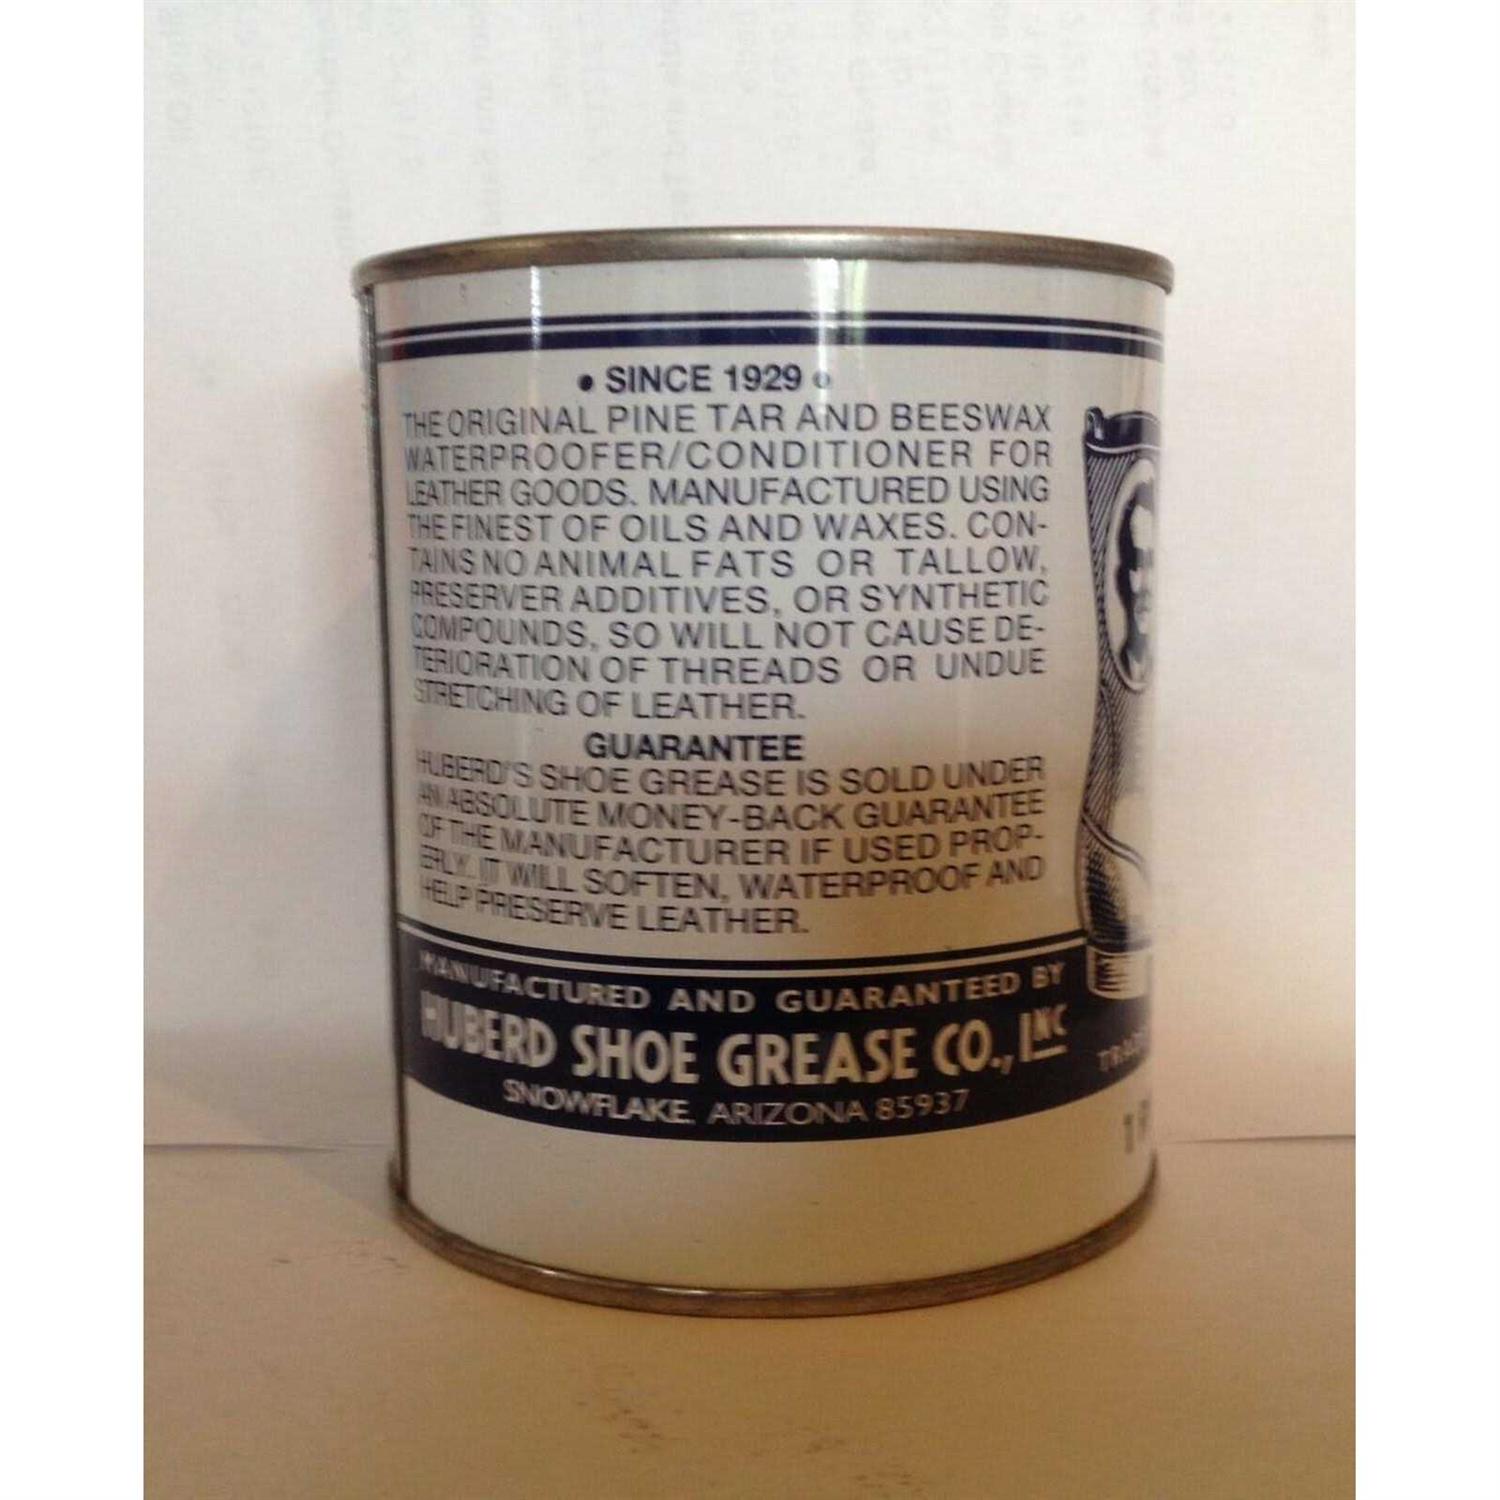 • SINCE 1929 •
THE ORIGINAL PINE TAR AND BEESWAX
WATERPROOFER/CONDITIONER FOR
LEATHER GOODS. MANUFACTURED USING
THE FINEST OF OILS AND WAXES. CON-
TAINS NO ANIMAL FATS OR TALLOW,
PRESERVER ADDITIVES, OR SYNTHETIC
COMPOUNDS, SO WILL NOT CAUSE DE-
TERIORATION OF THREADS OR UNDUE
STRETCHING OF LEATHER.
GUARANTEE
HUBERD'S SHOE GREASE IS SOLD UNDER
AN ABSOLUTE MONEY-BACK GUARANTEE
OF THE MANUFACTURER IF USED PROP-
ERLY. IT WILL SOFTEN, WATERPROOF AND
HELP PRESERVE LEATHER.
MANUFACTURED AND GUARANTEED BY
HUBERD SHOE GREASE CO., INC
SNOWFLAKE, ARIZONA 85937